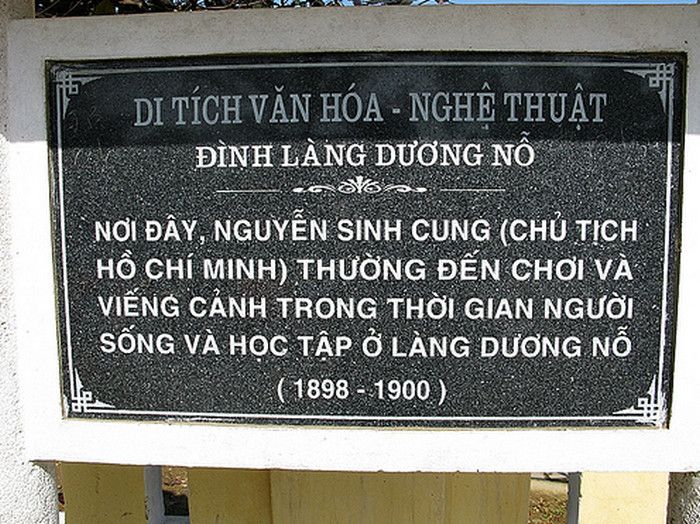 DI TÍCH VĂN HÓA - NGHỆ THUẬT
ĐÌNH LÀNG DƯƠNG NỖ
NƠI ĐÂY, NGUYỄN SINH CUNG (CHỦ TỊCH
HỒ CHÍ MINH) THƯỜNG ĐẾN CHƠI VÀ
VIẾNG CẢNH TRONG THỜI GIAN NGƯỜI
SỐNG VÀ HỌC TẬP Ở LÀNG DƯƠNG NỖ
( 1898 - 1900 )